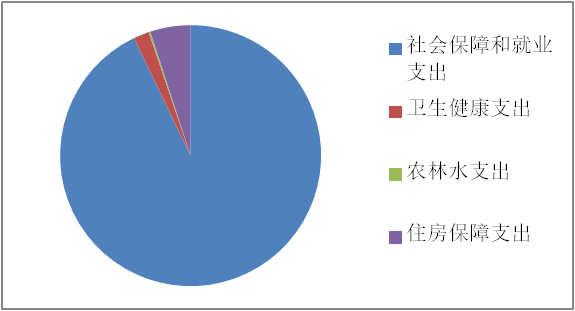 社会保障和就业
支出
卫生健康支出
农林水支出
住房保障支出